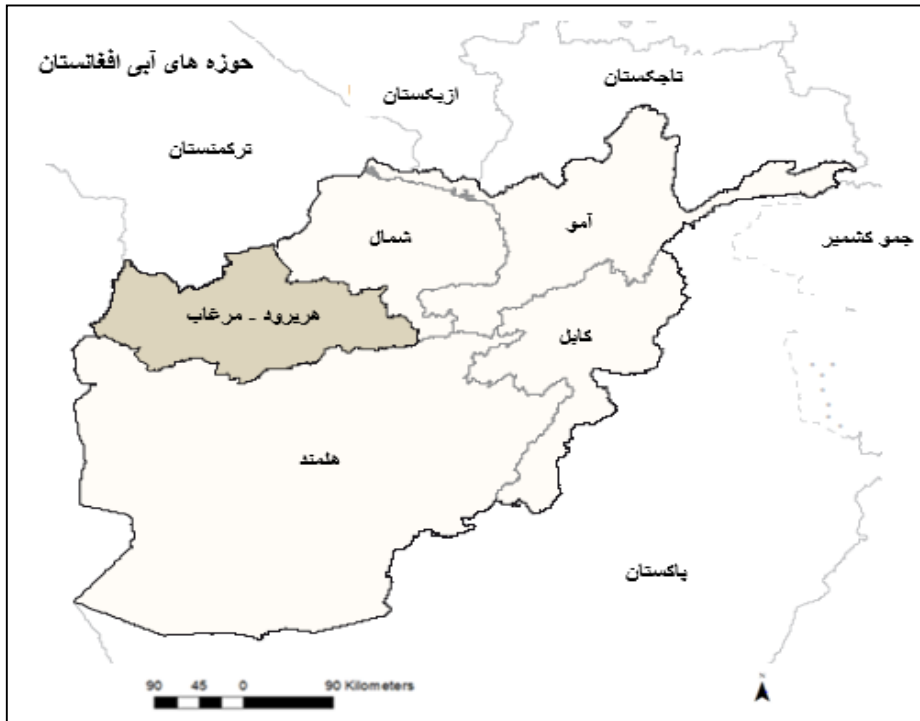 حوزه های آبی افغانستان
تاجکستان
ازبکستان
ترکمنستان
آمو
شمال
جمو کشمیر
هریرود - مرغاب
کابل
هلمند
پاکستان
90 45 0 90 Kilometers
N